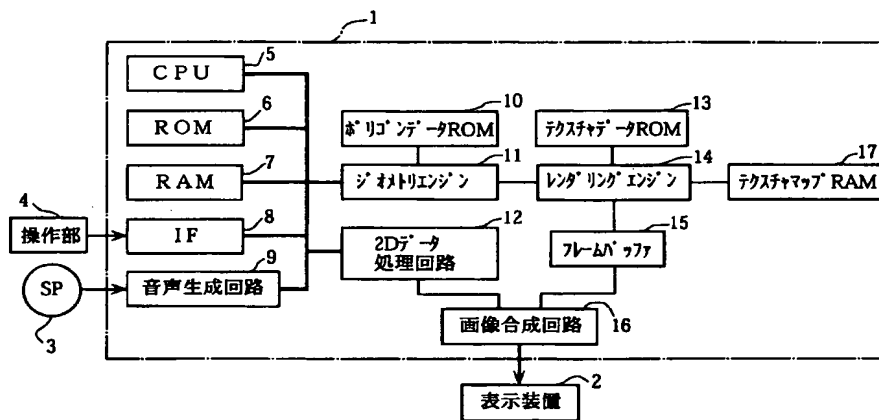 1
CPU
5
ROM
6
RAM
7
IF
8
音声生成回路
9
操作部
4
SP
3
ポリゴンデータROM
10
ジオメトリエンジン
11
2Dデータ
処理回路
12
テクスチャデータROM
13
レンダリングエンジン
14
テクスチャマップRAM
17
フレームバッファ
15
画像合成回路
16
表示装置
2